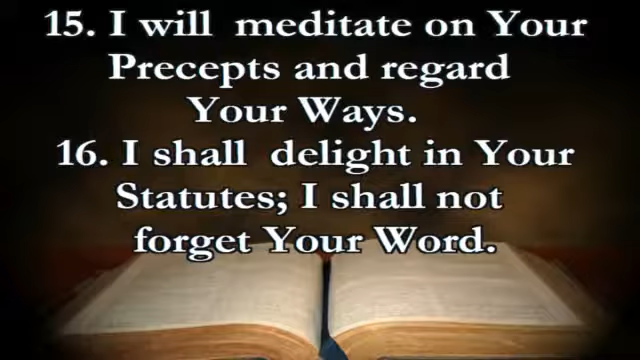 15. I will meditate on Your
Precepts and regard
Your Ways.
16. I shall delight in Your
Statutes; I shall not
forget Your Word.